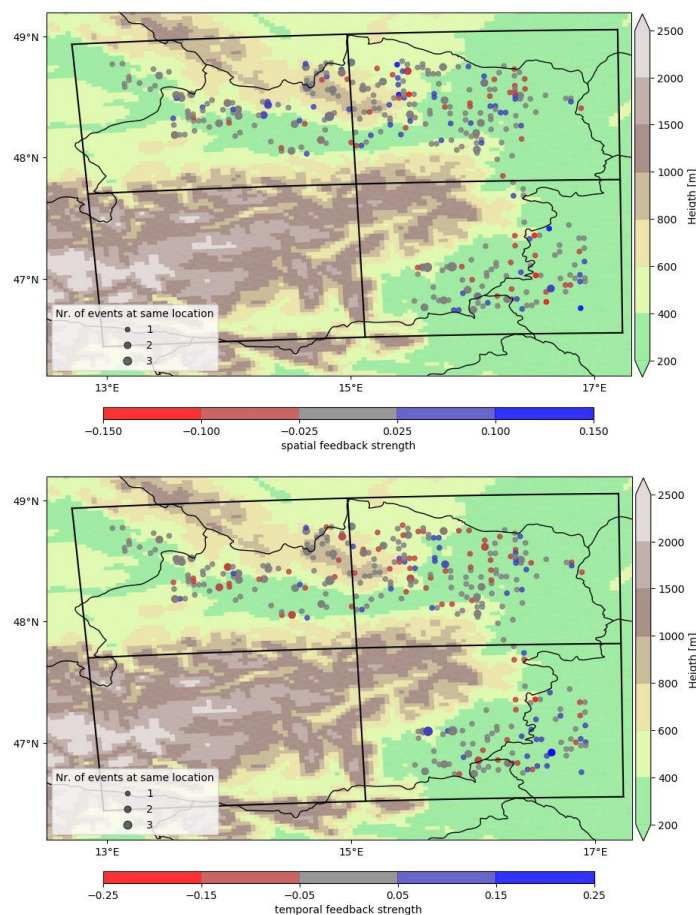 49°N
48°N
47°N
13°E 15°E 17°E
Nr. of events at same location
1
2
3
2500
2000
1500
1000
800
600
400
200
Heigth [m]
−0.150 −0.100 −0.025 0.025 0.100 0.150
spatial feedback strength
49°N
48°N
47°N
13°E 15°E 17°E
Nr. of events at same location
1
2
3
2500
2000
1500
1000
800
600
400
200
Heigth [m]
−0.25 −0.15 −0.05 0.05 0.15 0.25
temporal feedback strength